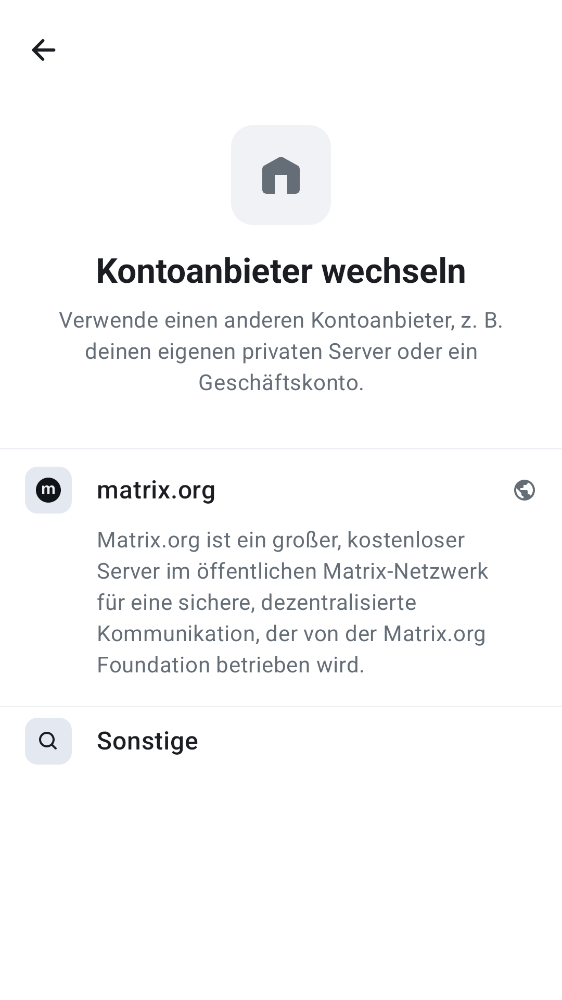 Kontoanbieter wechseln
Verwende einen anderen Kontoanbieter, z. B.
deinen eigenen privaten Server oder ein
Geschäftskonto.
m
matrix.org
Matrix.org ist ein großer, kostenloser
Server im öffentlichen Matrix-Netzwerk
für eine sichere, dezentralisierte
Kommunikation, der von der Matrix.org
Foundation betrieben wird.
Sonstige